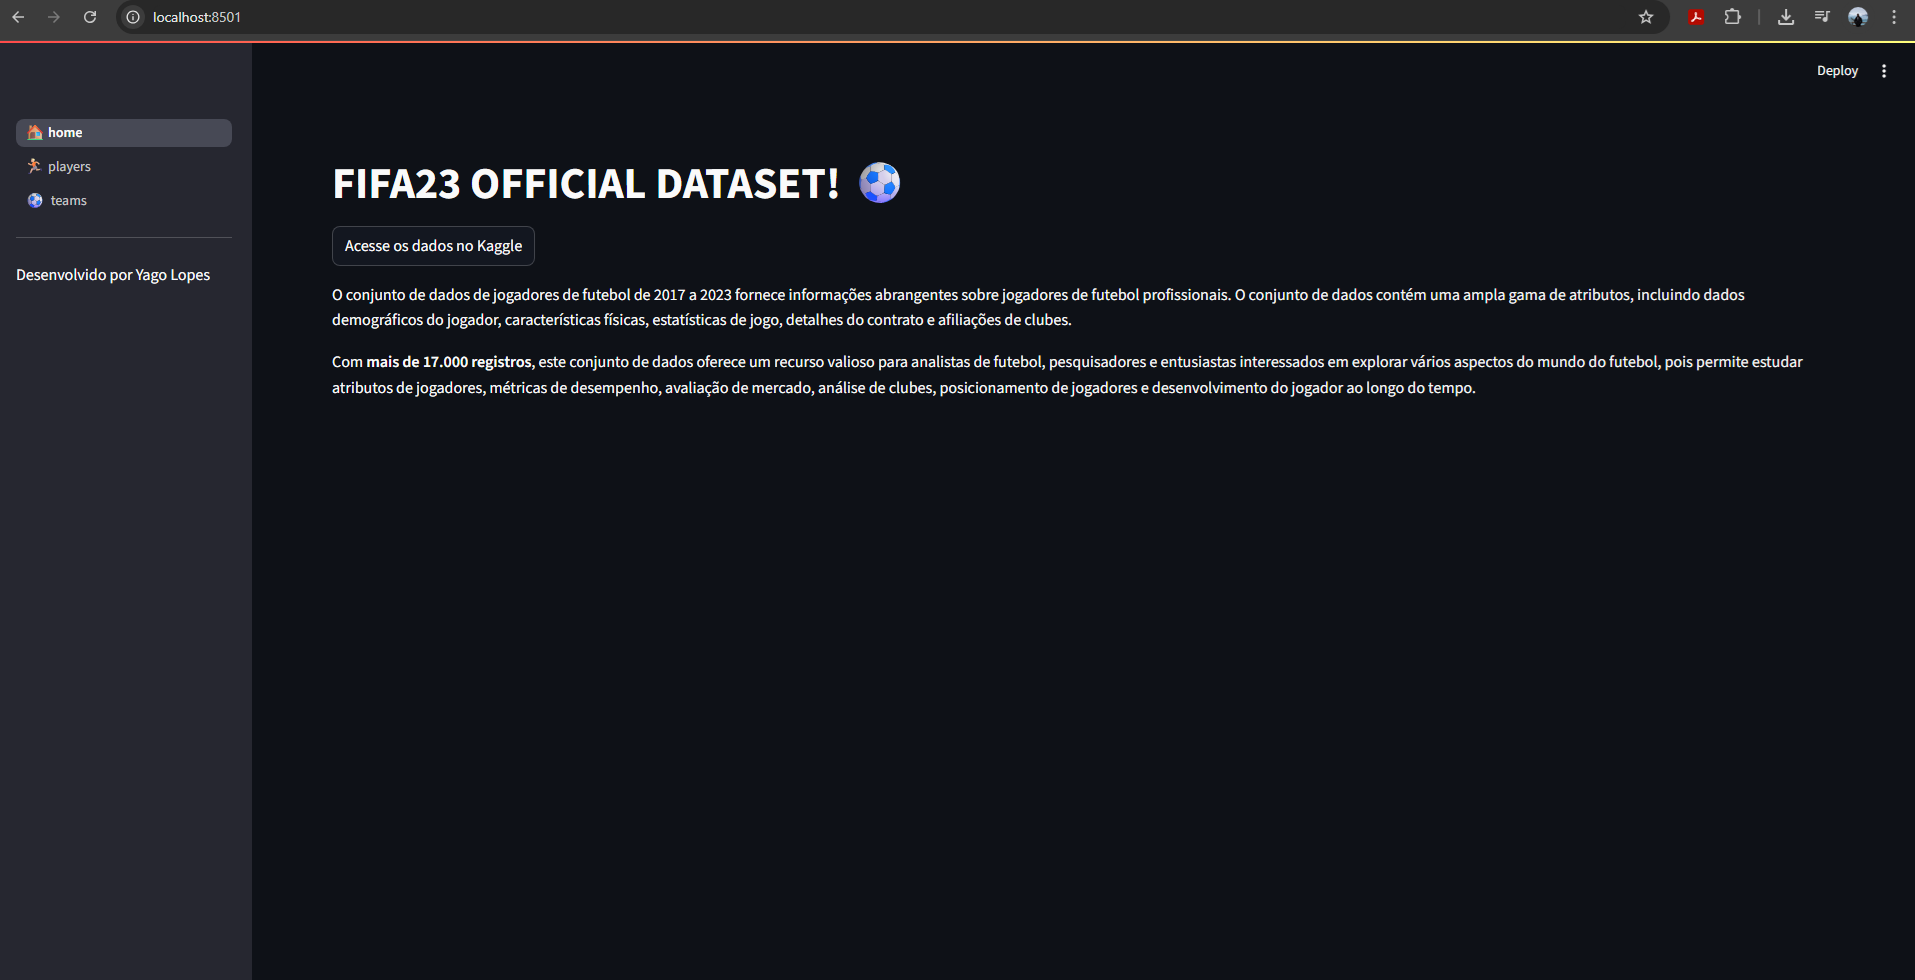 localhost:8501
Deploy
home
players
teams
Desenvolvido por Yago Lopes
FIFA23 OFFICIAL DATASET!
Acesse os dados no Kaggle
O conjunto de dados de jogadores de futebol de 2017 a 2023 fornece informações abrangentes sobre jogadores de futebol profissionais. O conjunto de dados contém uma ampla gama de atributos, incluindo dados
demográficos do jogador, características físicas, estatísticas de jogo, detalhes do contrato e afiliações de clubes.
Com mais de 17.000 registros, este conjunto de dados oferece um recurso valioso para analistas de futebol, pesquisadores e entusiastas interessados em explorar vários aspectos do mundo do futebol, pois permite estudar
atributos de jogadores, métricas de desempenho, avaliação de mercado, análise de clubes, posicionamento de jogadores e desenvolvimento do jogador ao longo do tempo.